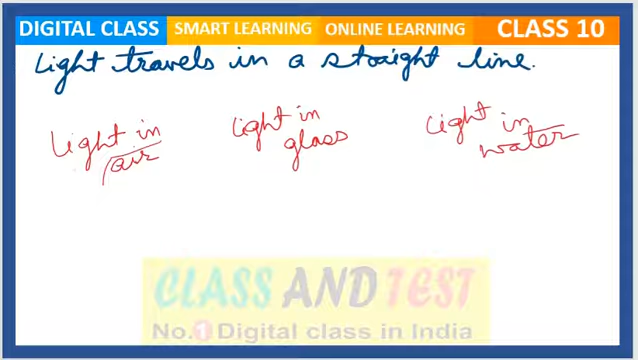 DIGITAL CLASS SMART LEARNING ONLINE LEARNING CLASS 10
Light travels in a straight line.
Light in air
Light in glass
Light in water
CLASS AND TEST
No.1 Digital class in India